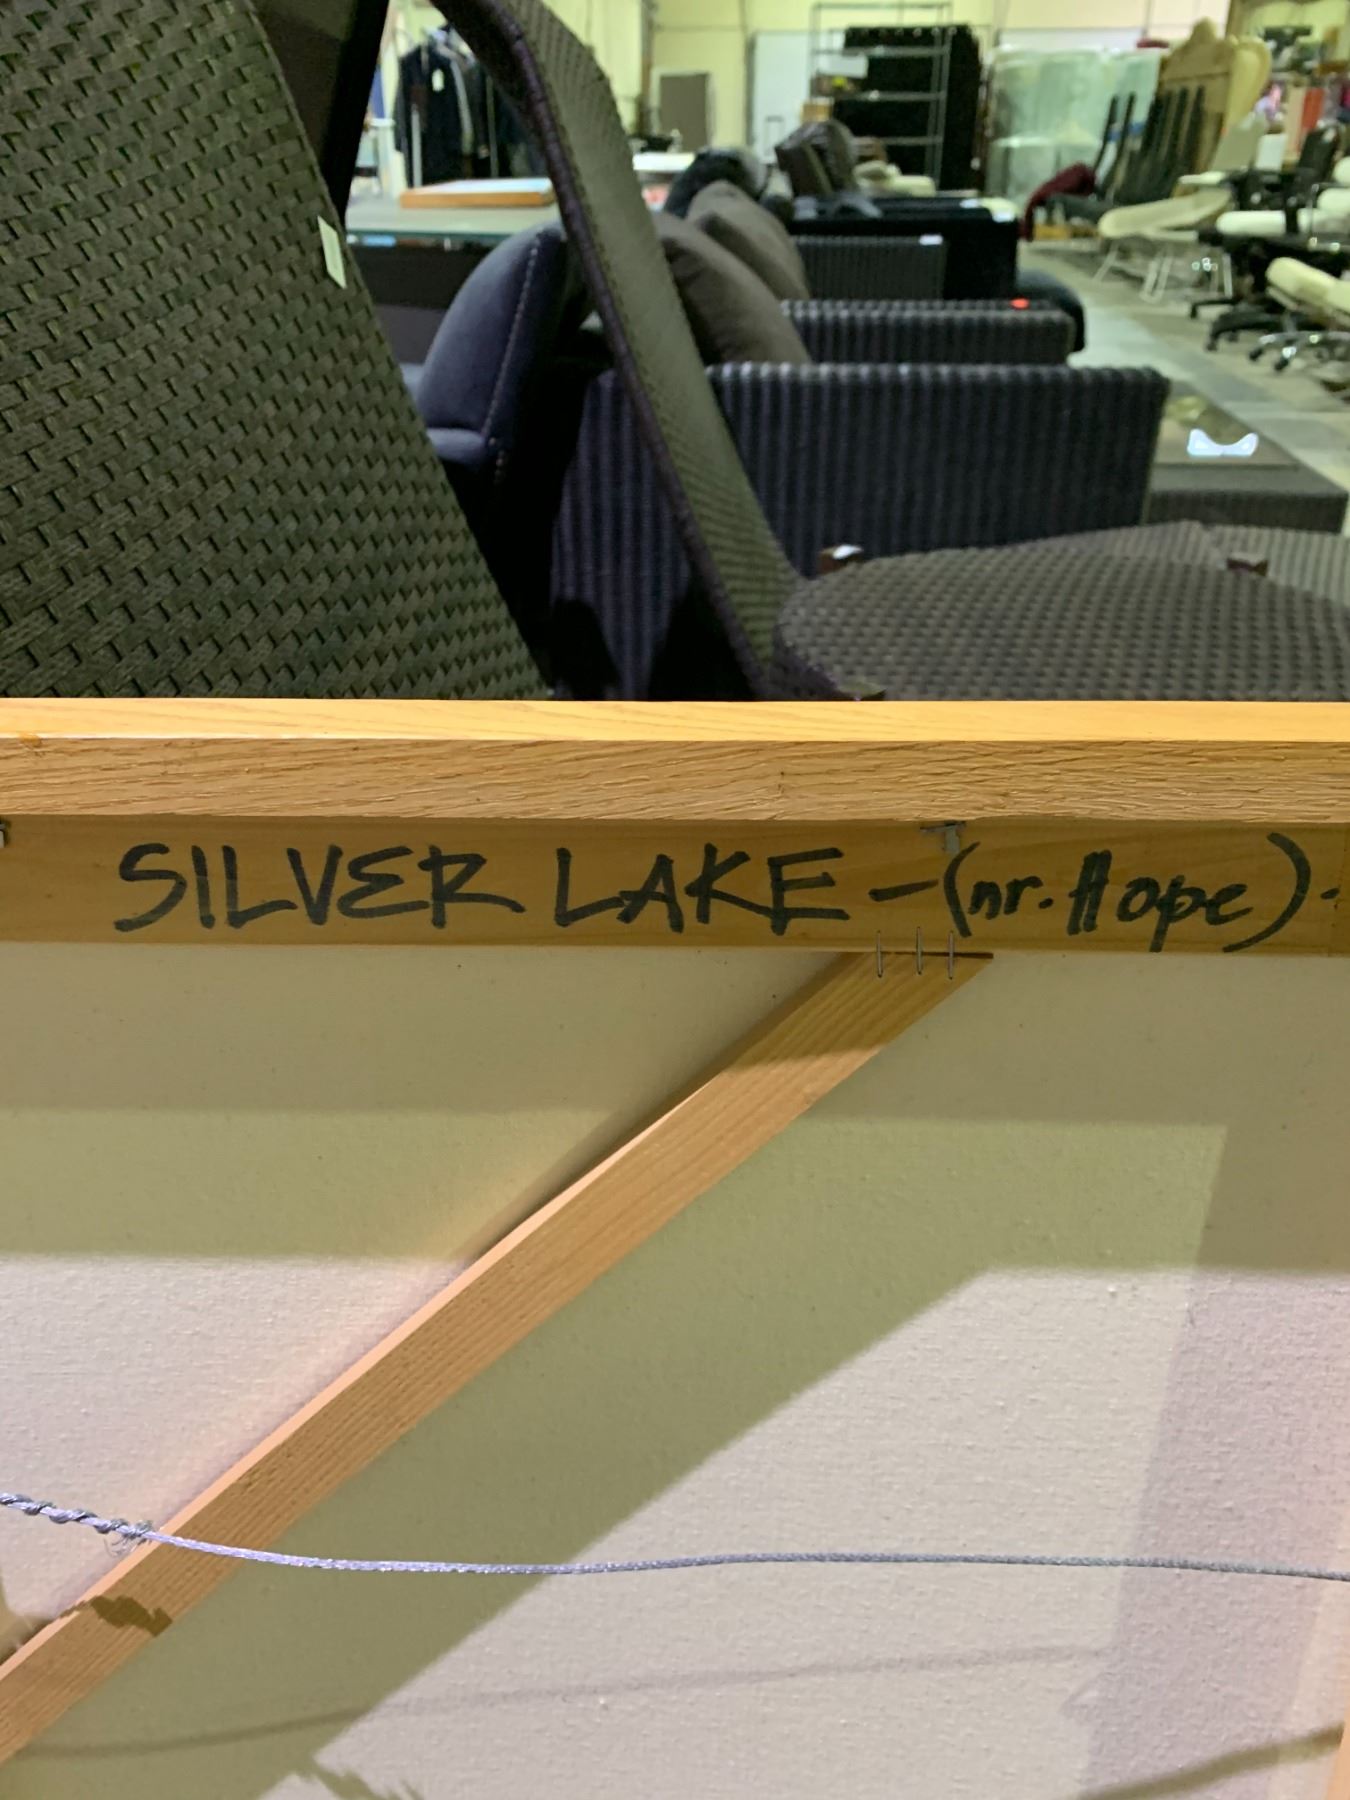 SILVER LAKE - (nr. Hope).